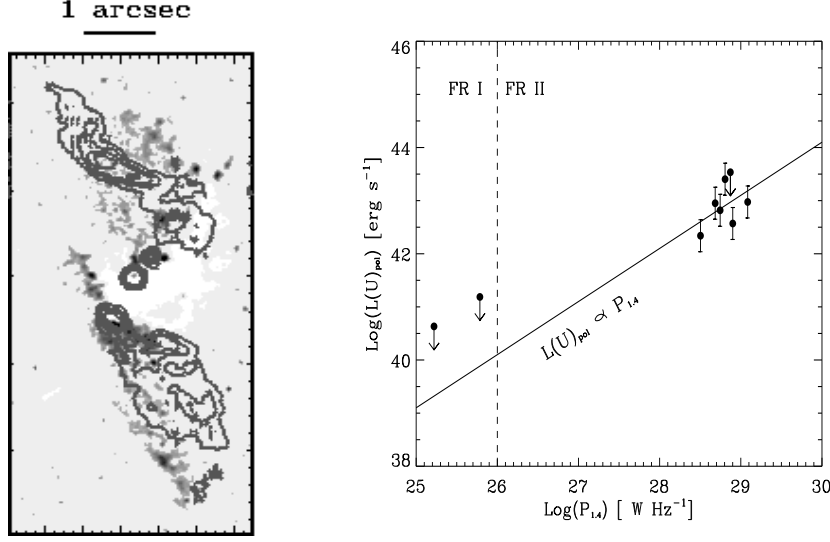 1 arcsec
46
44
42
40
38
25 26 27 28 29 30
Log(L(U)pol) [erg s⁻¹]
Log(P1.4) [ W Hz⁻¹]
FR I FR II
L(U)pol ∝ P1.4